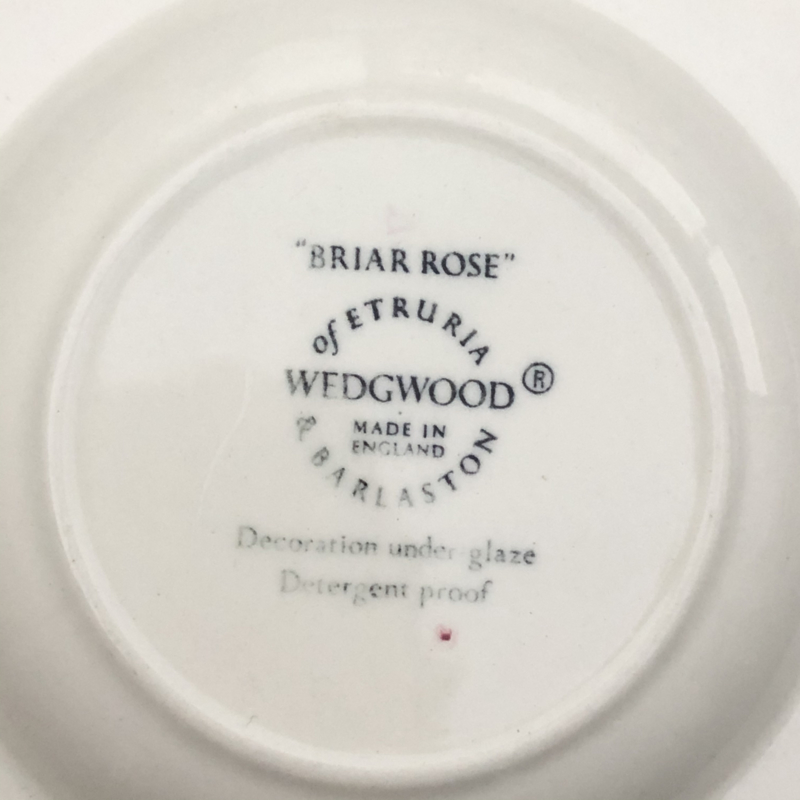 "BRIAR ROSE"
of ETRURIA
WEDGWOOD ®
MADE IN
ENGLAND
& BARLASTON
Decoration under glaze
Detergent proof